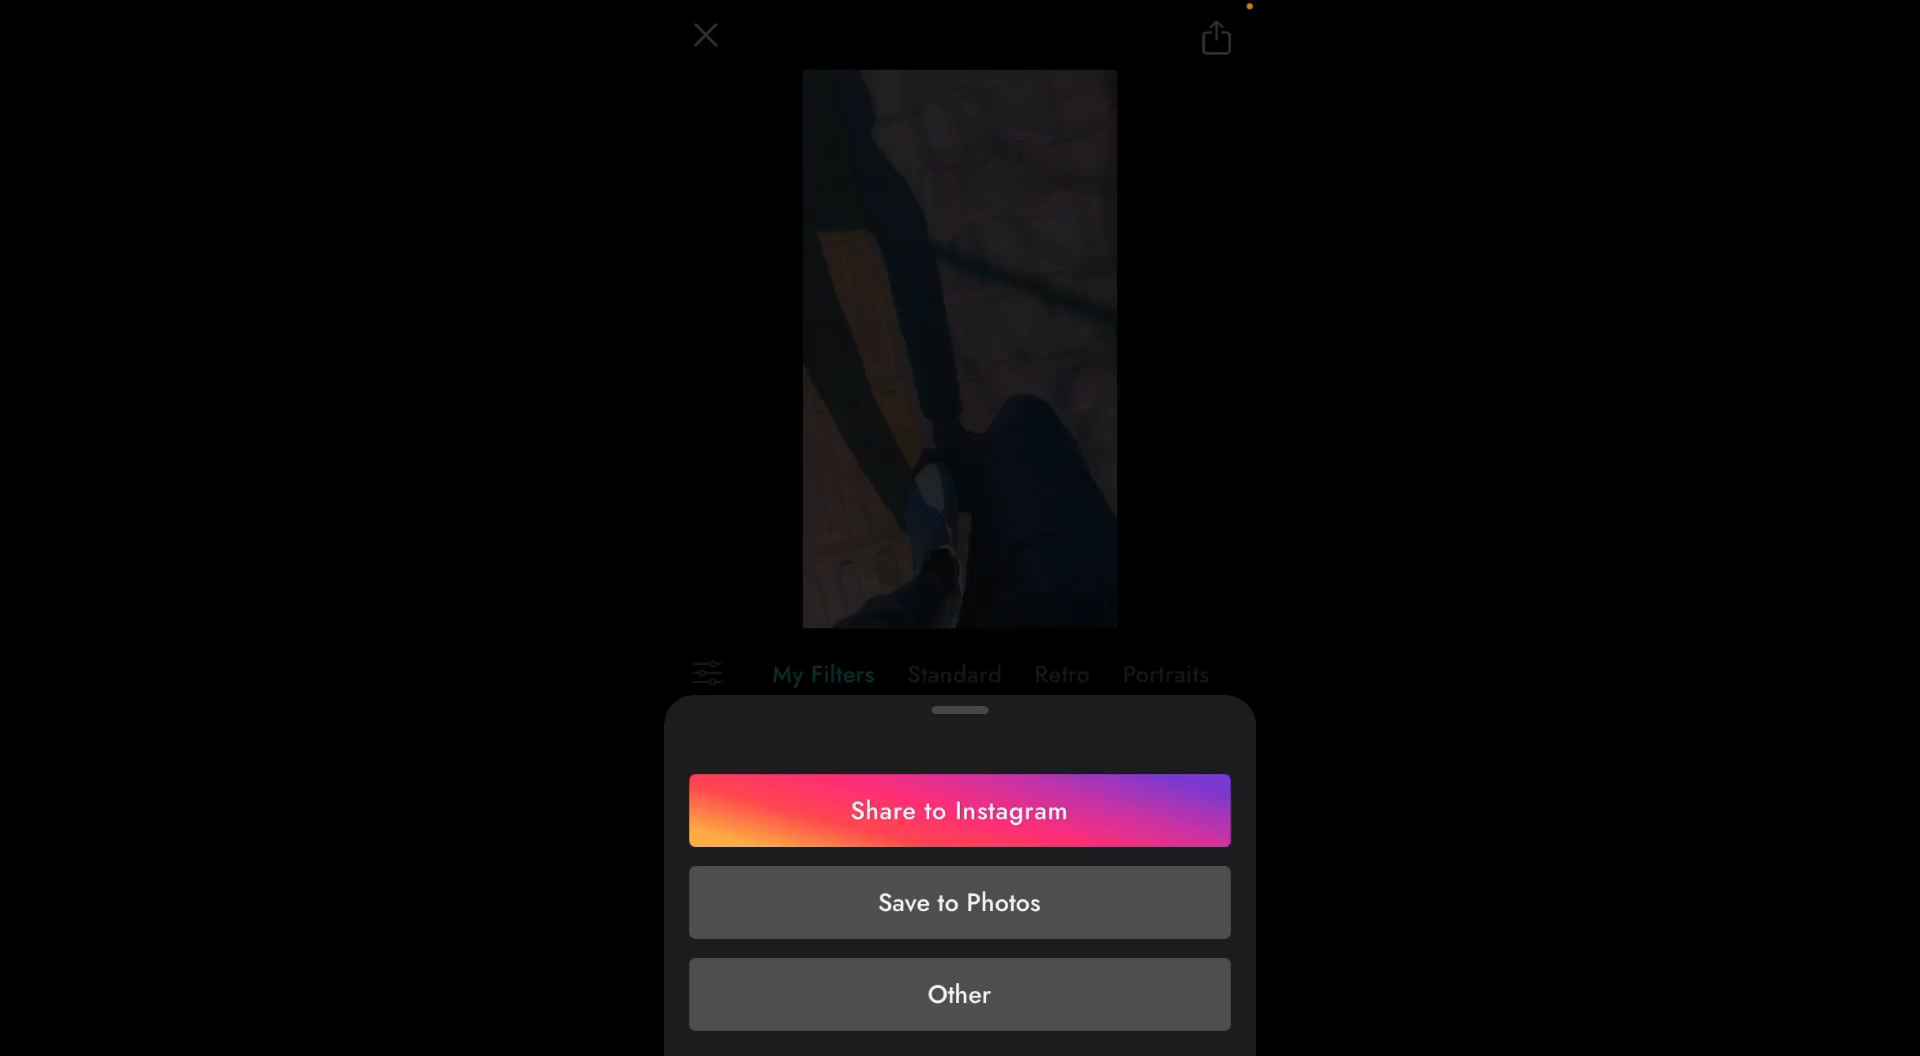 My Filters Standard Retro Portraits
Share to Instagram
Save to Photos
Other